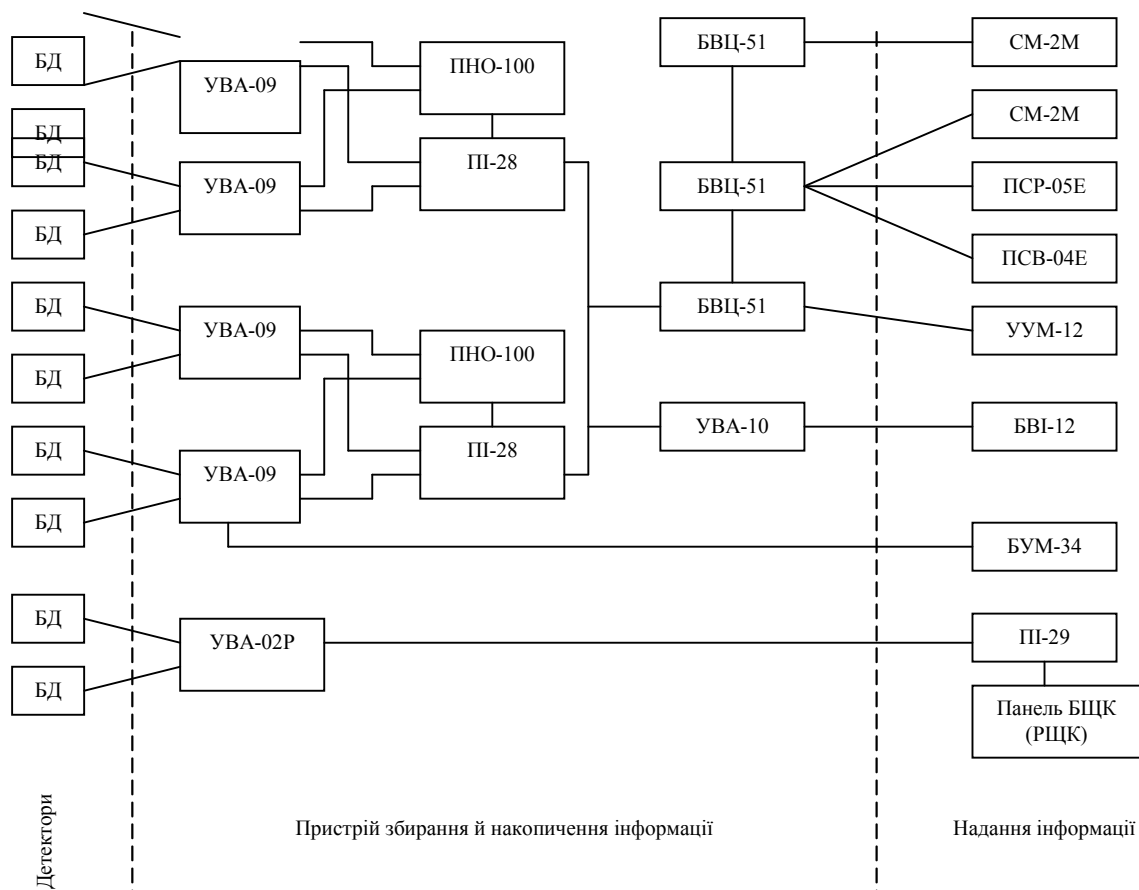 БД
БД
БД
БД
БД
БД
БД
БД
БД
БД
УВА-09
УВА-09
УВА-09
УВА-09
УВА-02Р
ПНО-100
ПІ-28
ПНО-100
ПІ-28
БВЦ-51
БВЦ-51
БВЦ-51
УВА-10
СМ-2М
СМ-2М
ПСР-05Е
ПСВ-04Е
УУМ-12
БВІ-12
БУМ-34
ПІ-29
Панель БЩК
(РЩК)
Детектори
Пристрій збирання й накопичення інформації
Надання інформації